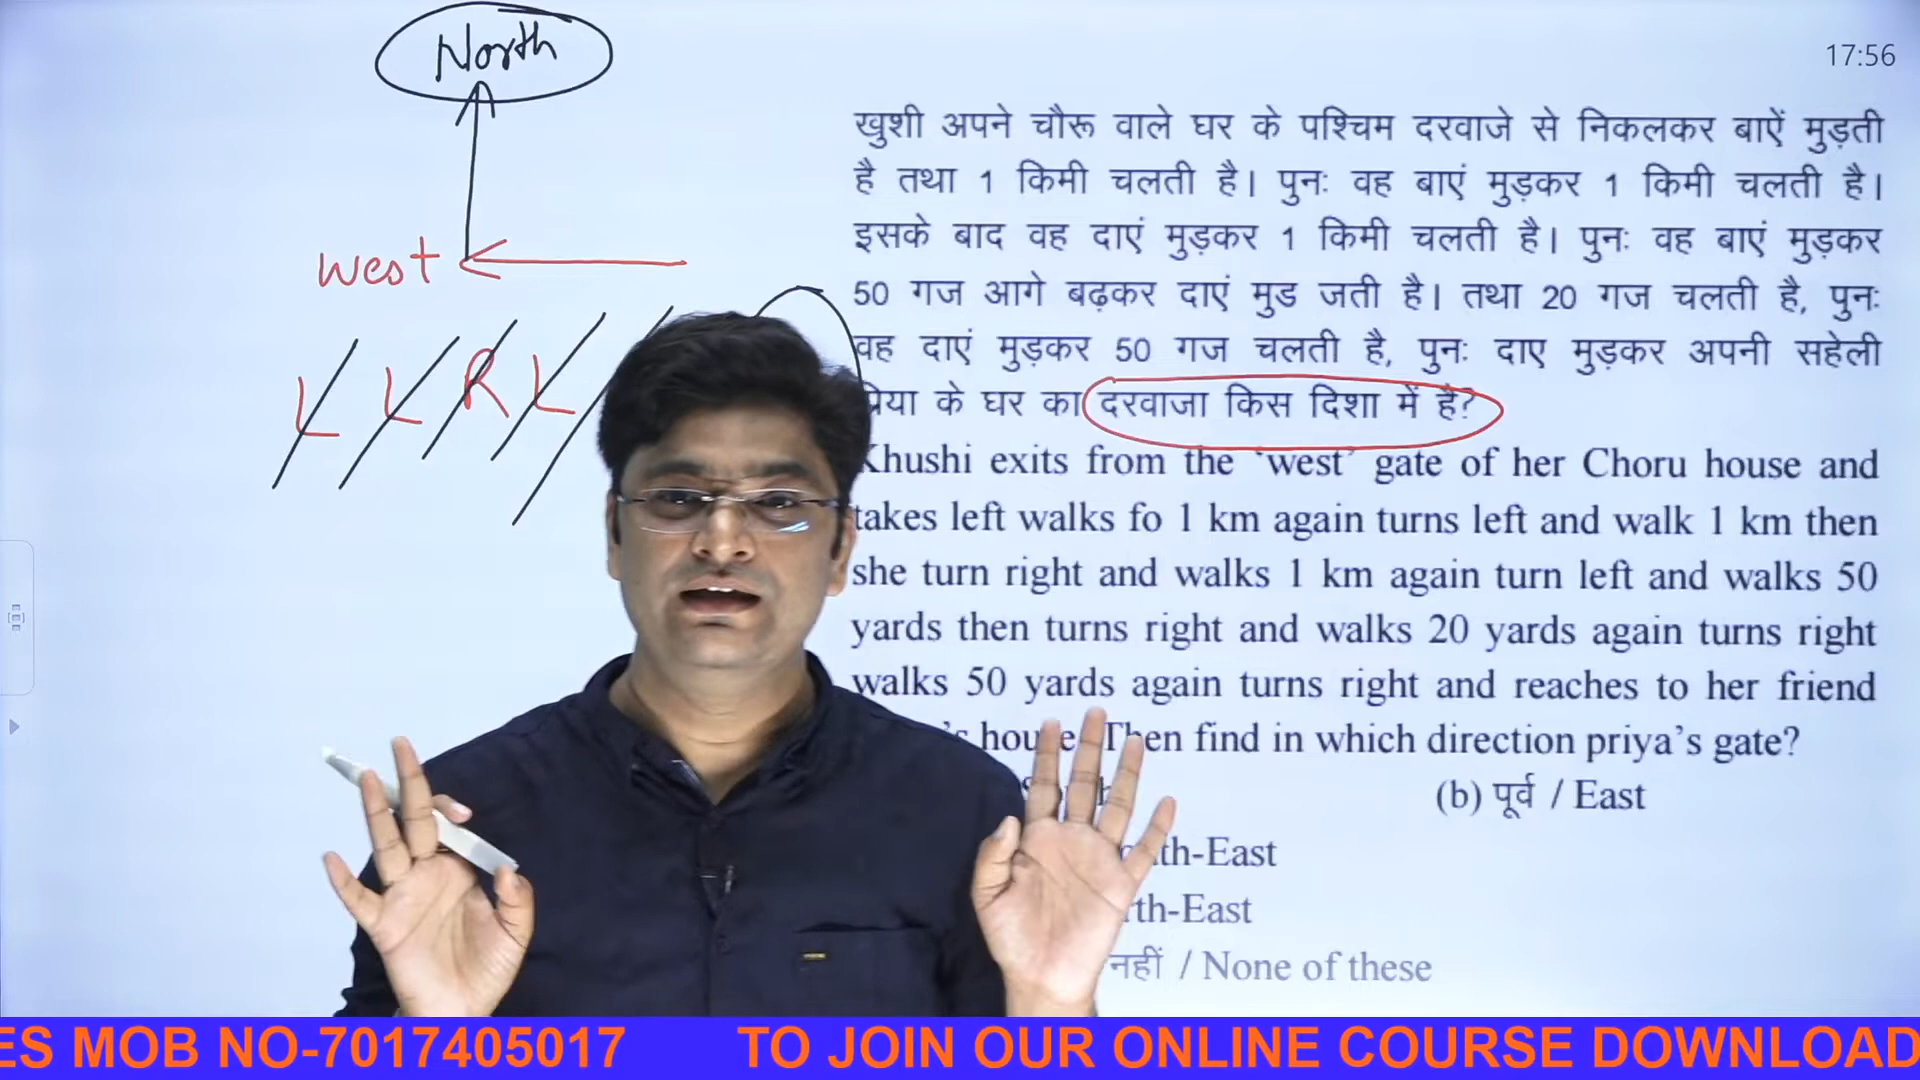 North
17:56
west
L L R L
खुशी अपने चौरू वाले घर के पश्चिम दरवाजे से निकलकर बाऐं मुड़ती
है तथा 1 किमी चलती है। पुनः वह बाएं मुड़कर 1 किमी चलती है।
इसके बाद वह दाएं मुड़कर 1 किमी चलती है। पुनः वह बाएं मुड़कर
50 गज आगे बढ़कर दाएं मुड जती है। तथा 20 गज चलती है, पुनः
वह दाएं मुड़कर 50 गज चलती है, पुनः दाए मुड़कर अपनी सहेली
प्रिया के घर का दरवाजा किस दिशा में है?
Khushi exits from the ‘west’ gate of her Choru house and
takes left walks fo 1 km again turns left and walk 1 km then
she turn right and walks 1 km again turn left and walks 50
yards then turns right and walks 20 yards again turns right
walks 50 yards again turns right and reaches to her friend
house. Then find in which direction priya’s gate?
(b) पूर्व / East
th-East
rth-East
नहीं / None of these
ES MOB NO-7017405017 TO JOIN OUR ONLINE COURSE DOWNLOAD